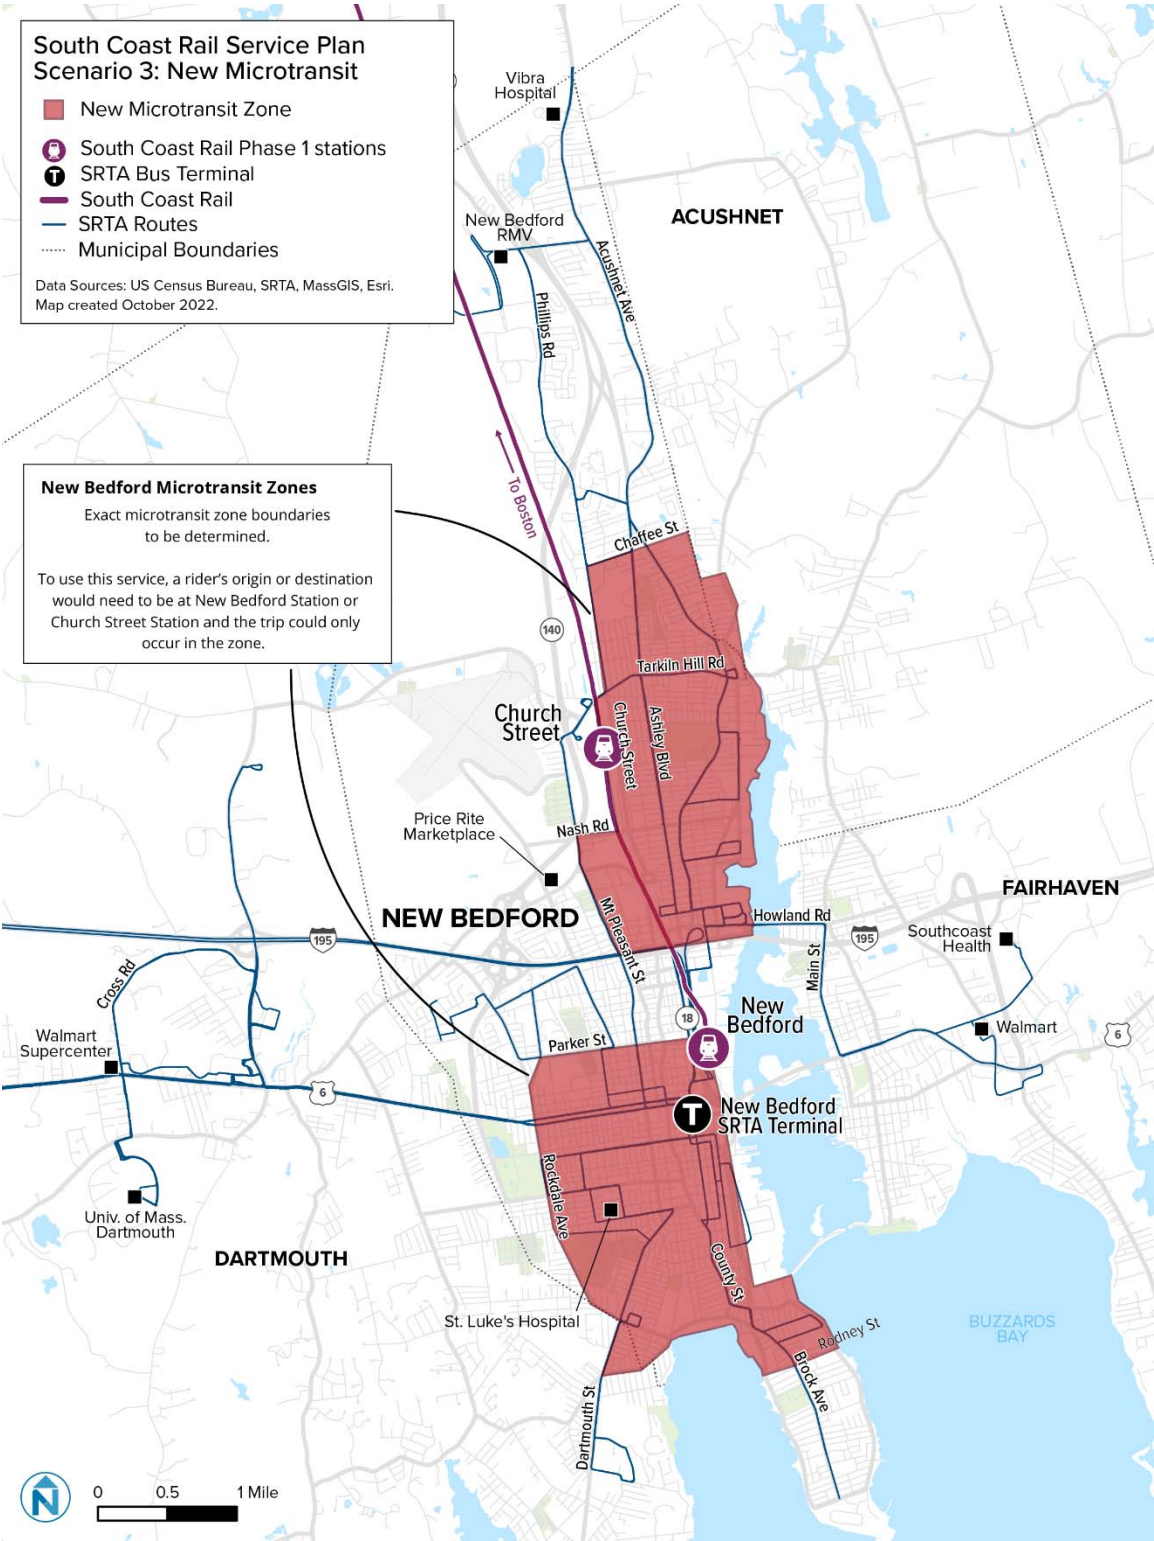 South Coast Rail Service Plan
Scenario 3: New Microtransit
New Microtransit Zone
South Coast Rail Phase 1 stations
T
SRTA Bus Terminal
South Coast Rail
SRTA Routes
Municipal Boundaries
Data Sources: US Census Bureau, SRTA, MassGIS, Esri.
Map created October 2022.
Vibra
Hospital
ACUSHNET
New Bedford
RMV
Acushnet Ave
Phillips Rd
To Boston
New Bedford Microtransit Zones
Exact microtransit zone boundaries
to be determined.
To use this service, a rider's origin or destination
would need to be at New Bedford Station or
Church Street Station and the trip could only
occur in the zone.
Chaffee St
140
Tarkiln Hill Rd
Church
Street
Church Street
Ashley Blvd
Price Rite
Marketplace
Nash Rd
NEW BEDFORD
Mt Pleasant St
FAIRHAVEN
Howland Rd
Southcoast
Health
195
195
Main St
Cross Rd
New
Bedford
18
Walmart
6
Walmart
Supercenter
Parker St
6
T
New Bedford
SRTA Terminal
Rockdale Ave
Univ. of Mass.
Dartmouth
DARTMOUTH
County St
St. Luke's Hospital
Rodney St
BUZZARDS
BAY
Brock Ave
Dartmouth St
N
0 0.5 1 Mile